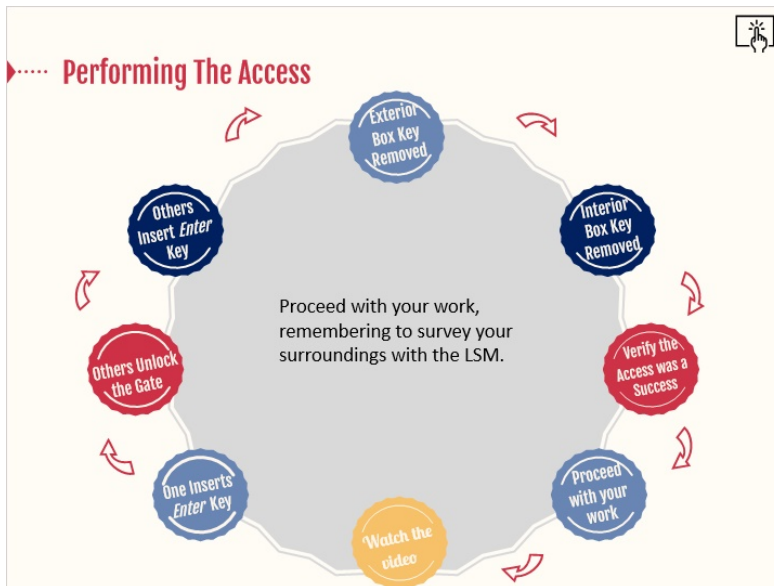 Performing The Access
Exterior
Box Key
Removed
Interior
Box Key
Removed
Verify the
Access was a
Success
Proceed
with your
work
Watch the
video
One Inserts
Enter Key
Others Unlock
the Gate
Others
Insert Enter
Key
Proceed with your work,
remembering to survey your
surroundings with the LSM.